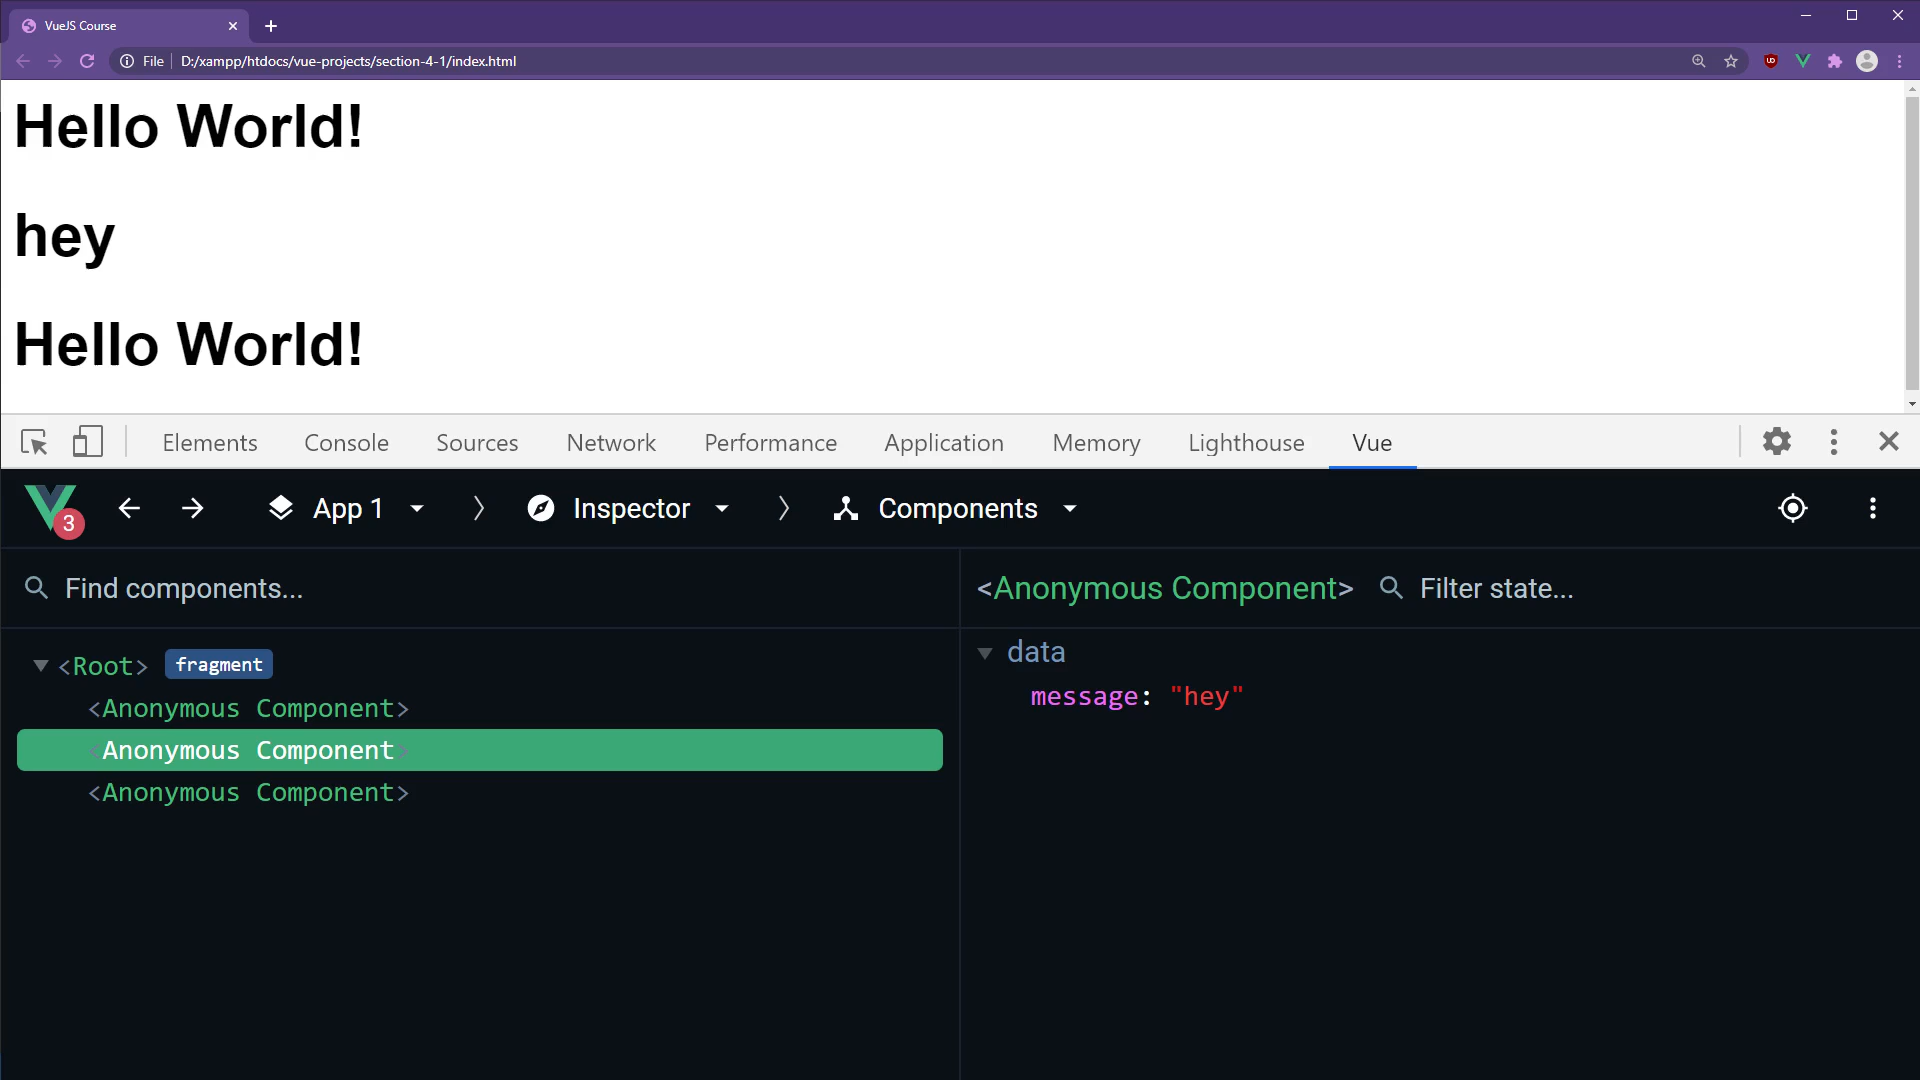 VueJS Course
File D:/xampp/htdocs/vue-projects/section-4-1/index.html
Hello World!
hey
Hello World!
Elements Console Sources Network Performance Application Memory Lighthouse Vue
3 App 1 Inspector Components
Find components...
<Anonymous Component> Filter state...
<Root> fragment
<Anonymous Component>
<Anonymous Component>
<Anonymous Component>
data
message: "hey"